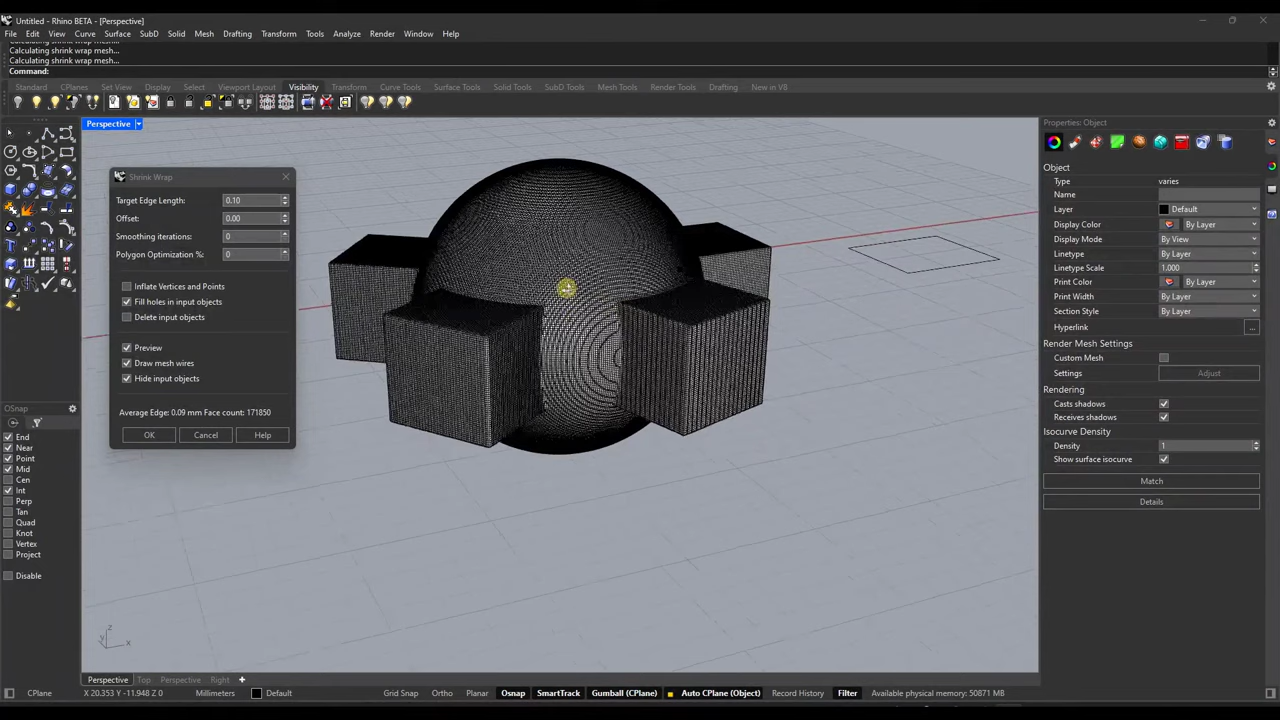 Untitled - Rhino BETA - [Perspective]
File Edit View Curve Surface SubD Solid Mesh Drafting Transform Tools Analyze Render Window Help
Calculating shrink wrap mesh...
Calculating shrink wrap mesh...
Command:
Standard CPlanes Set View Display Select Viewport Layout Visibility Transform Curve Tools Surface Tools Solid Tools SubD Tools Mesh Tools Render Tools Drafting New in V8
Perspective
Shrink Wrap
Target Edge Length: 0.10
Offset: 0.00
Smoothing iterations: 0
Polygon Optimization %: 0
Inflate Vertices and Points
Fill holes in input objects
Delete input objects
Preview
Draw mesh wires
Hide input objects
Average Edge: 0.09 mm Face count: 171850
OK Cancel Help
OSnap
End
Near
Point
Mid
Cen
Int
Perp
Tan
Quad
Knot
Vertex
Project
Disable
z
y
x
Properties: Object
Object
Type varies
Name
Layer Default
Display Color By Layer
Display Mode By View
Linetype By Layer
Linetype Scale 1.000
Print Color By Layer
Print Width By Layer
Section Style By Layer
Hyperlink ...
Render Mesh Settings
Custom Mesh
Settings Adjust
Rendering
Casts shadows
Receives shadows
Isocurve Density
Density 1
Show surface isocurve
Match
Details
Perspective Top Perspective Right
CPlane X 20.353 Y -11.948 Z 0 Millimeters Default Grid Snap Ortho Planar Osnap SmartTrack Gumball (CPlane) Auto CPlane (Object) Record History Filter Available physical memory: 50871 MB